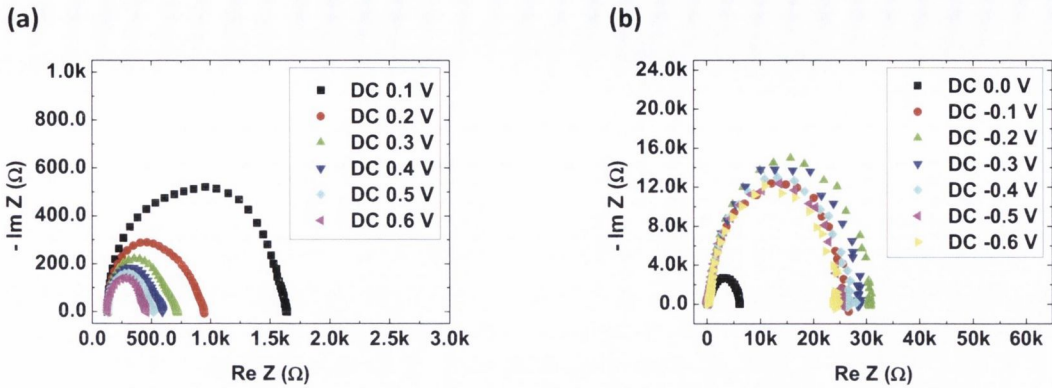 (a)
1.0k
800.0
600.0
400.0
200.0
0.0
0.0
500.0
1.0k
1.5k
2.0k
2.5k
3.0k
- Im Z (Ω)
Re Z (Ω)
DC 0.1 V
DC 0.2 V
DC 0.3 V
DC 0.4 V
DC 0.5 V
DC 0.6 V
(b)
24.0k
20.0k
16.0k
12.0k
8.0k
4.0k
0.0
0
10k
20k
30k
40k
50k
60k
- Im Z (Ω)
Re Z (Ω)
DC 0.0 V
DC -0.1 V
DC -0.2 V
DC -0.3 V
DC -0.4 V
DC -0.5 V
DC -0.6 V